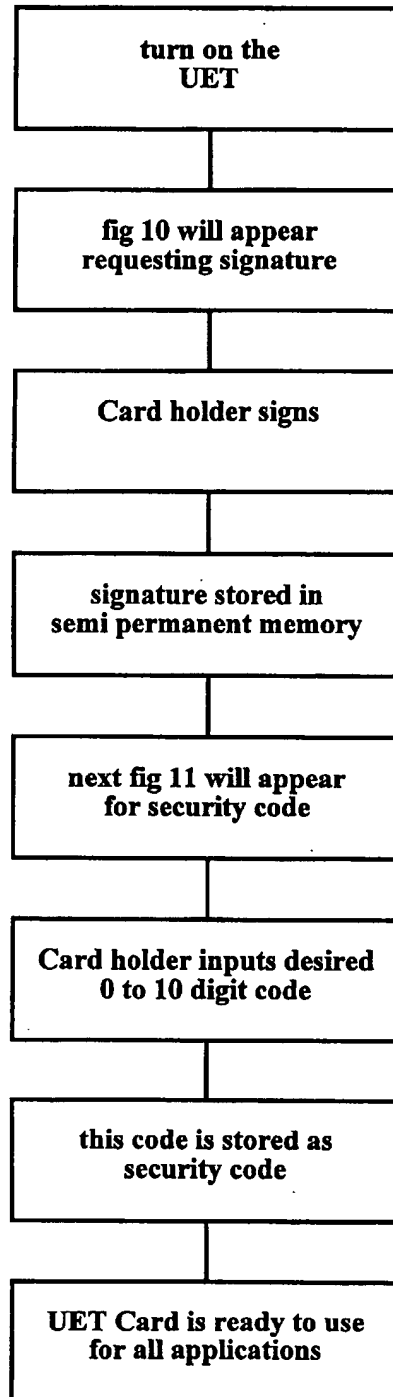 turn on the
UET
fig 10 will appear
requesting signature
Card holder signs
signature stored in
semi permanent memory
next fig 11 will appear
for security code
Card holder inputs desired
0 to 10 digit code
this code is stored as
security code
UET Card is ready to use
for all applications